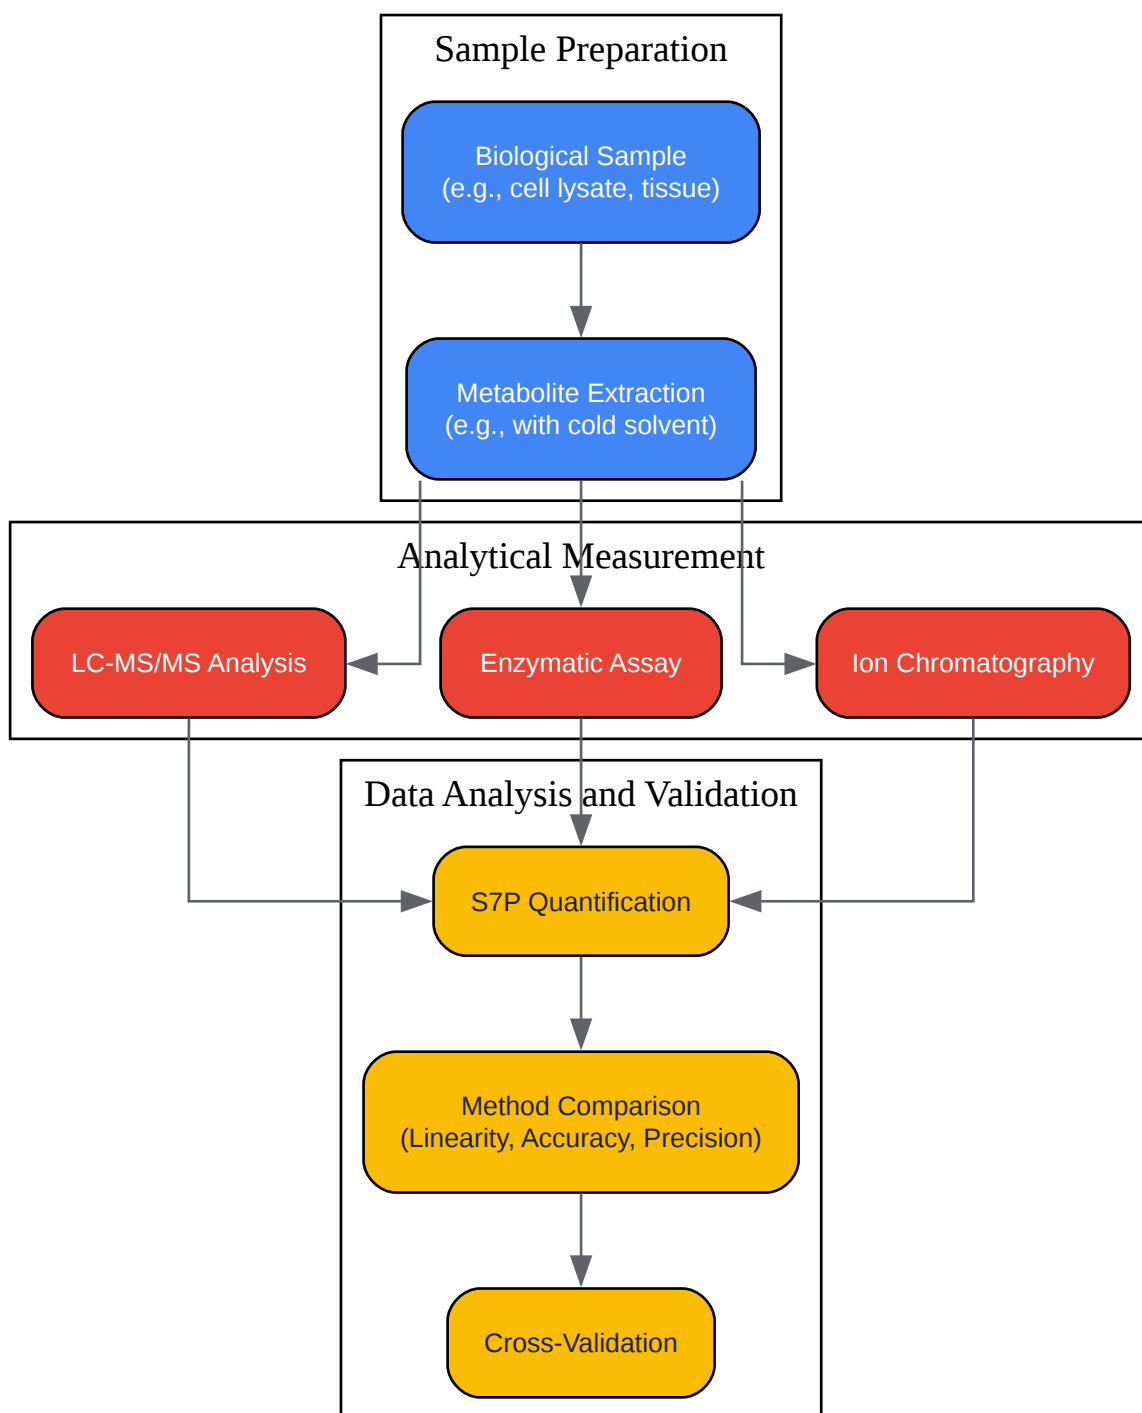 Sample Preparation
Biological Sample
(e.g., cell lysate, tissue)
Metabolite Extraction
(e.g., with cold solvent)
Analytical Measurement
LC-MS/MS Analysis
Enzymatic Assay
Ion Chromatography
Data Analysis and Validation
S7P Quantification
Method Comparison
(Linearity, Accuracy, Precision)
Cross-Validation